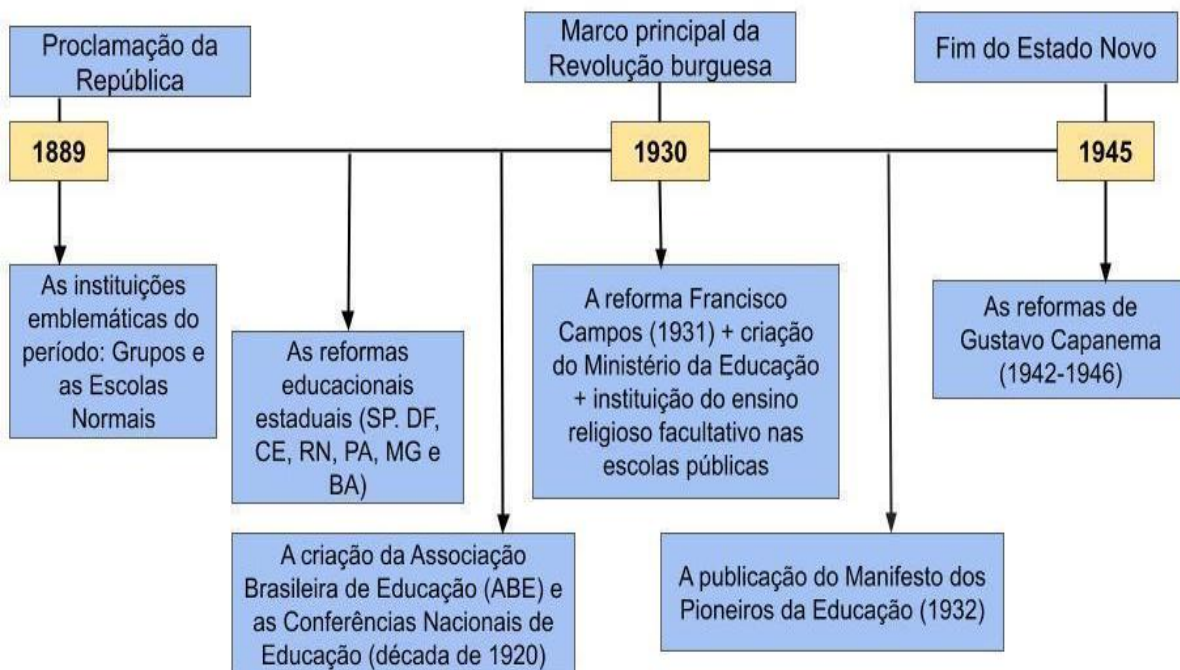 Proclamação da
República
Marco principal da
Revolução burguesa
Fim do Estado Novo
1889
1930
1945
As instituições
emblemáticas do
período: Grupos e
as Escolas
Normais
As reformas
educacionais
estaduais (SP. DF,
CE, RN, PA, MG e
BA)
A criação da Associação
Brasileira de Educação (ABE) e
as Conferências Nacionais de
Educação (década de 1920)
A reforma Francisco
Campos (1931) + criação
do Ministério da Educação
+ instituição do ensino
religioso facultativo nas
escolas públicas
A publicação do Manifesto dos
Pioneiros da Educação (1932)
As reformas de
Gustavo Capanema
(1942-1946)